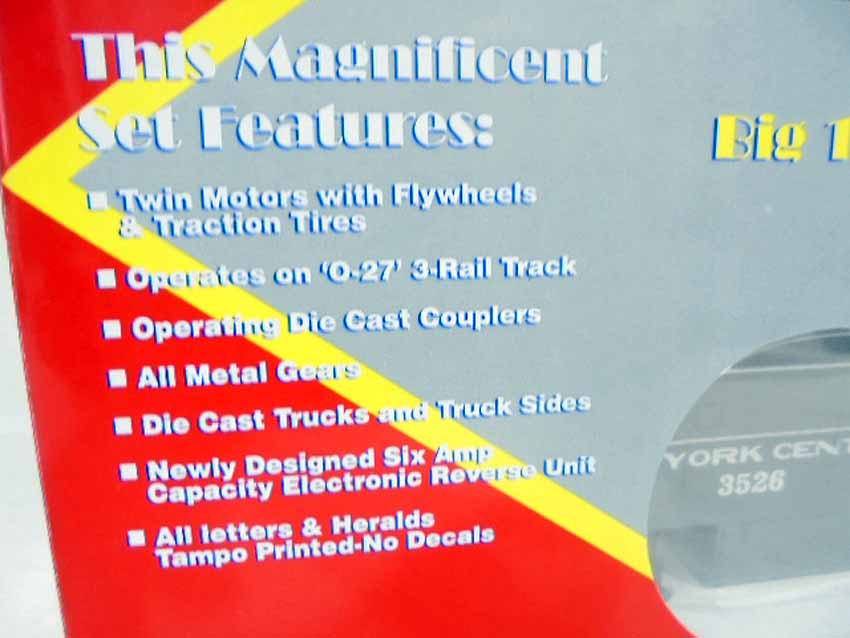 This Magnificent
Set Features:
Big 1
■ Twin Motors with Flywheels
& Traction Tires
■ Operates on 'O-27' 3-Rail Track
■ Operating Die Cast Couplers
■ All Metal Gears
■ Die Cast Trucks and Truck Sides
■ Newly Designed Six Amp
Capacity Electronic Reverse Unit
■ All letters & Heralds
Tampo Printed-No Decals
YORK CENT
3526